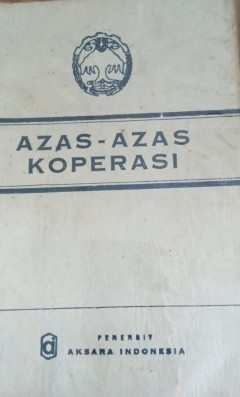 AZAS-AZAS
KOPERASI
PENERBIT
AKSARA INDONESIA